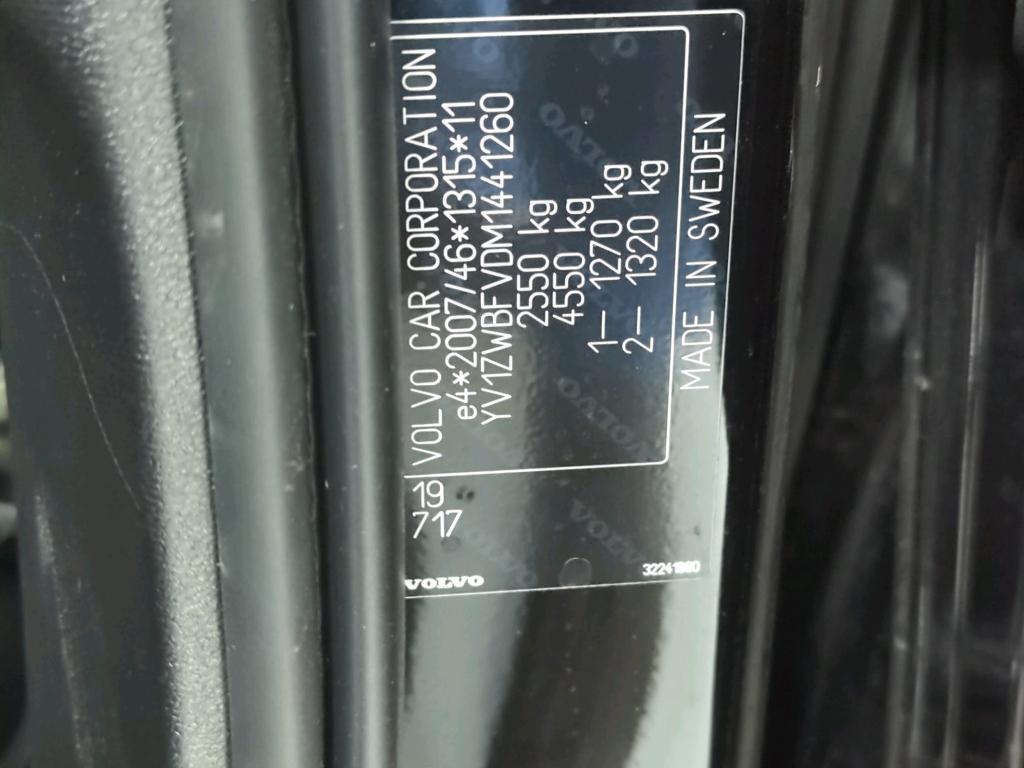 VOLVO CAR CORPORATION
e4*2007/46*1315*11
YV1ZWBFVDM1441260
2550 kg
4550 kg
1— 1270 kg
2— 1320 kg
MADE IN SWEDEN
19
717
VOLVO